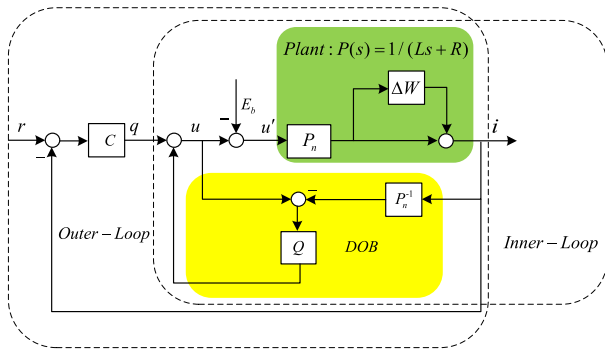 Plant : P(s) = 1 / (Ls + R)
ΔW
E_b
r
C
q
u
u'
P_n
i
P_n^{-1}
Outer − Loop
Q
DOB
Inner − Loop